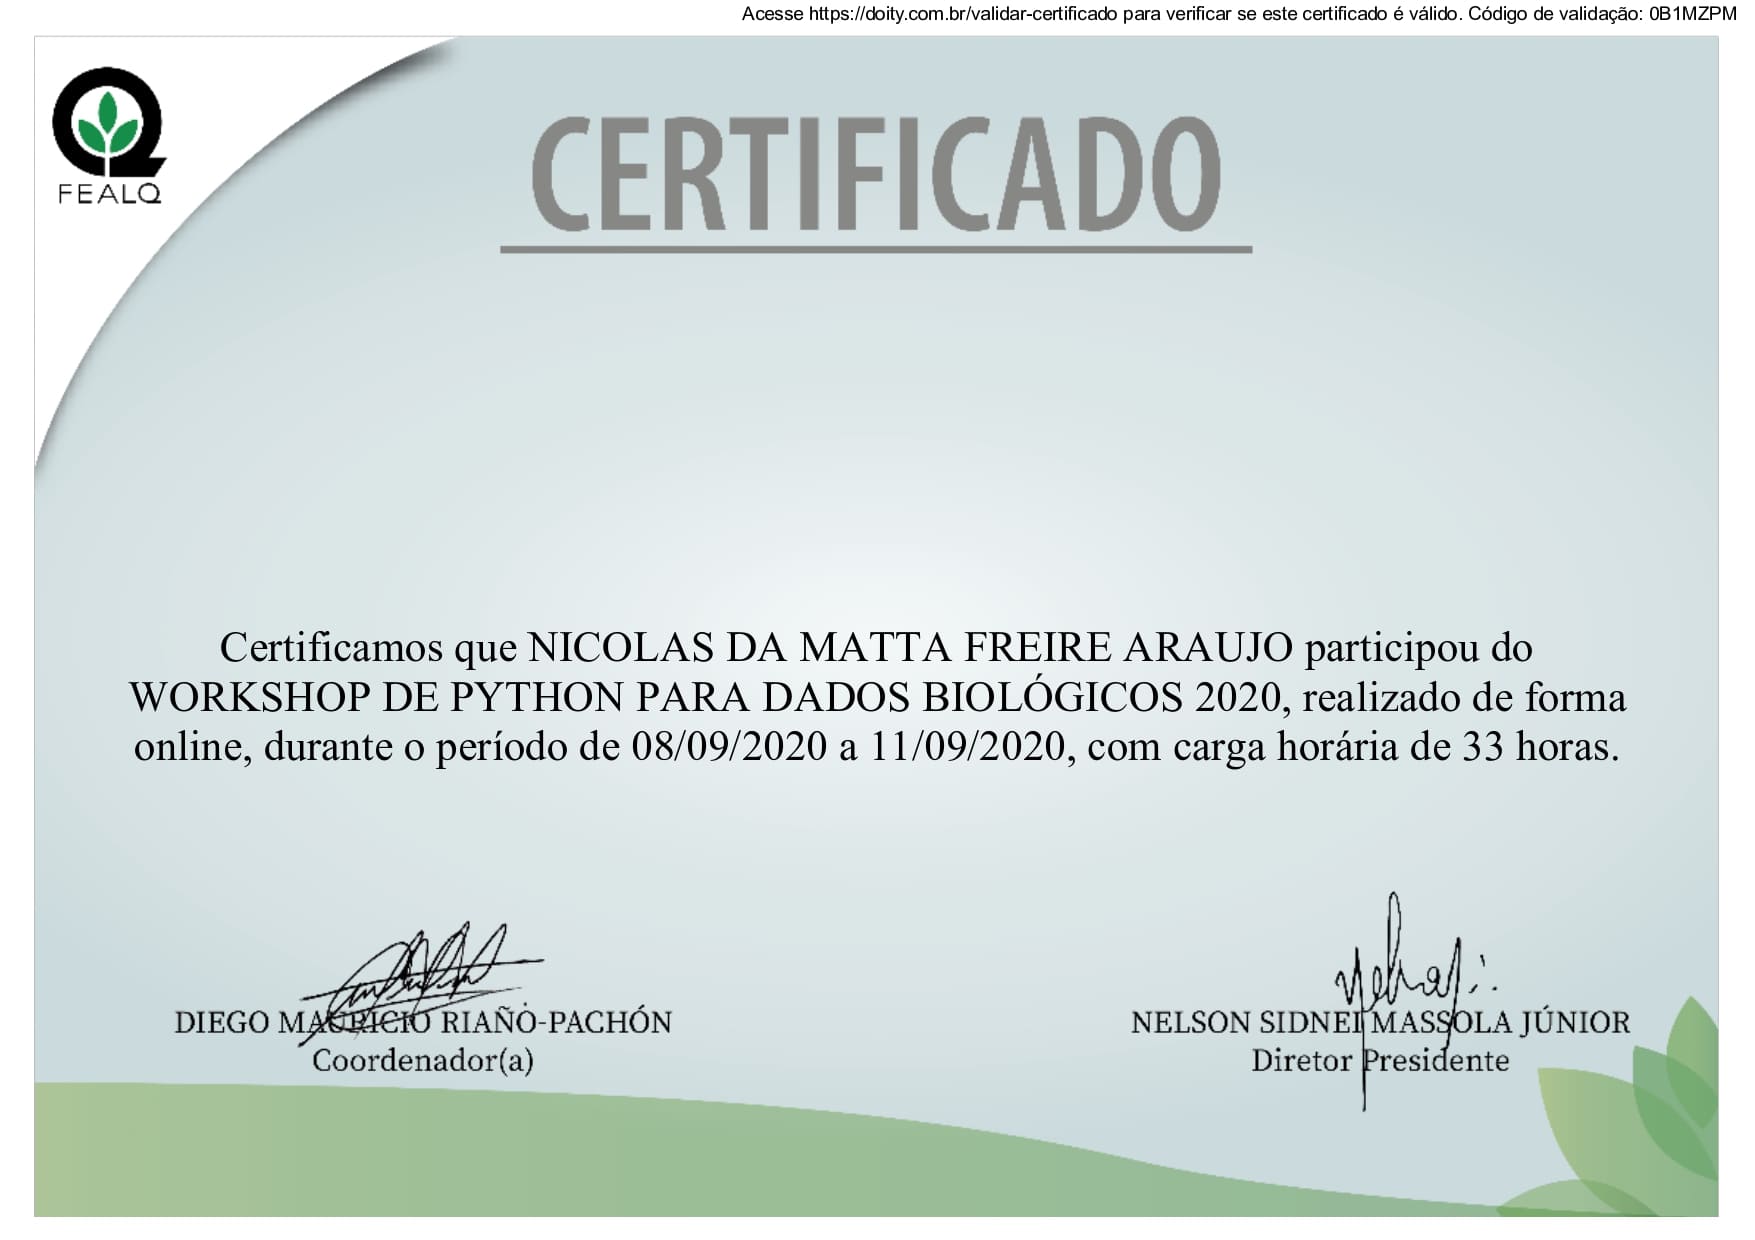 Acesse https://doity.com.br/validar-certificado para verificar se este certificado é válido. Código de validação: 0B1MZPM
FEALQ
CERTIFICADO
Certificamos que NICOLAS DA MATTA FREIRE ARAUJO participou do
WORKSHOP DE PYTHON PARA DADOS BIOLÓGICOS 2020, realizado de forma
online, durante o período de 08/09/2020 a 11/09/2020, com carga horária de 33 horas.
DIEGO MAURICIO RIAÑO-PACHÓN
Coordenador(a)
NELSON SIDNEI MASSOLA JÚNIOR
Diretor Presidente